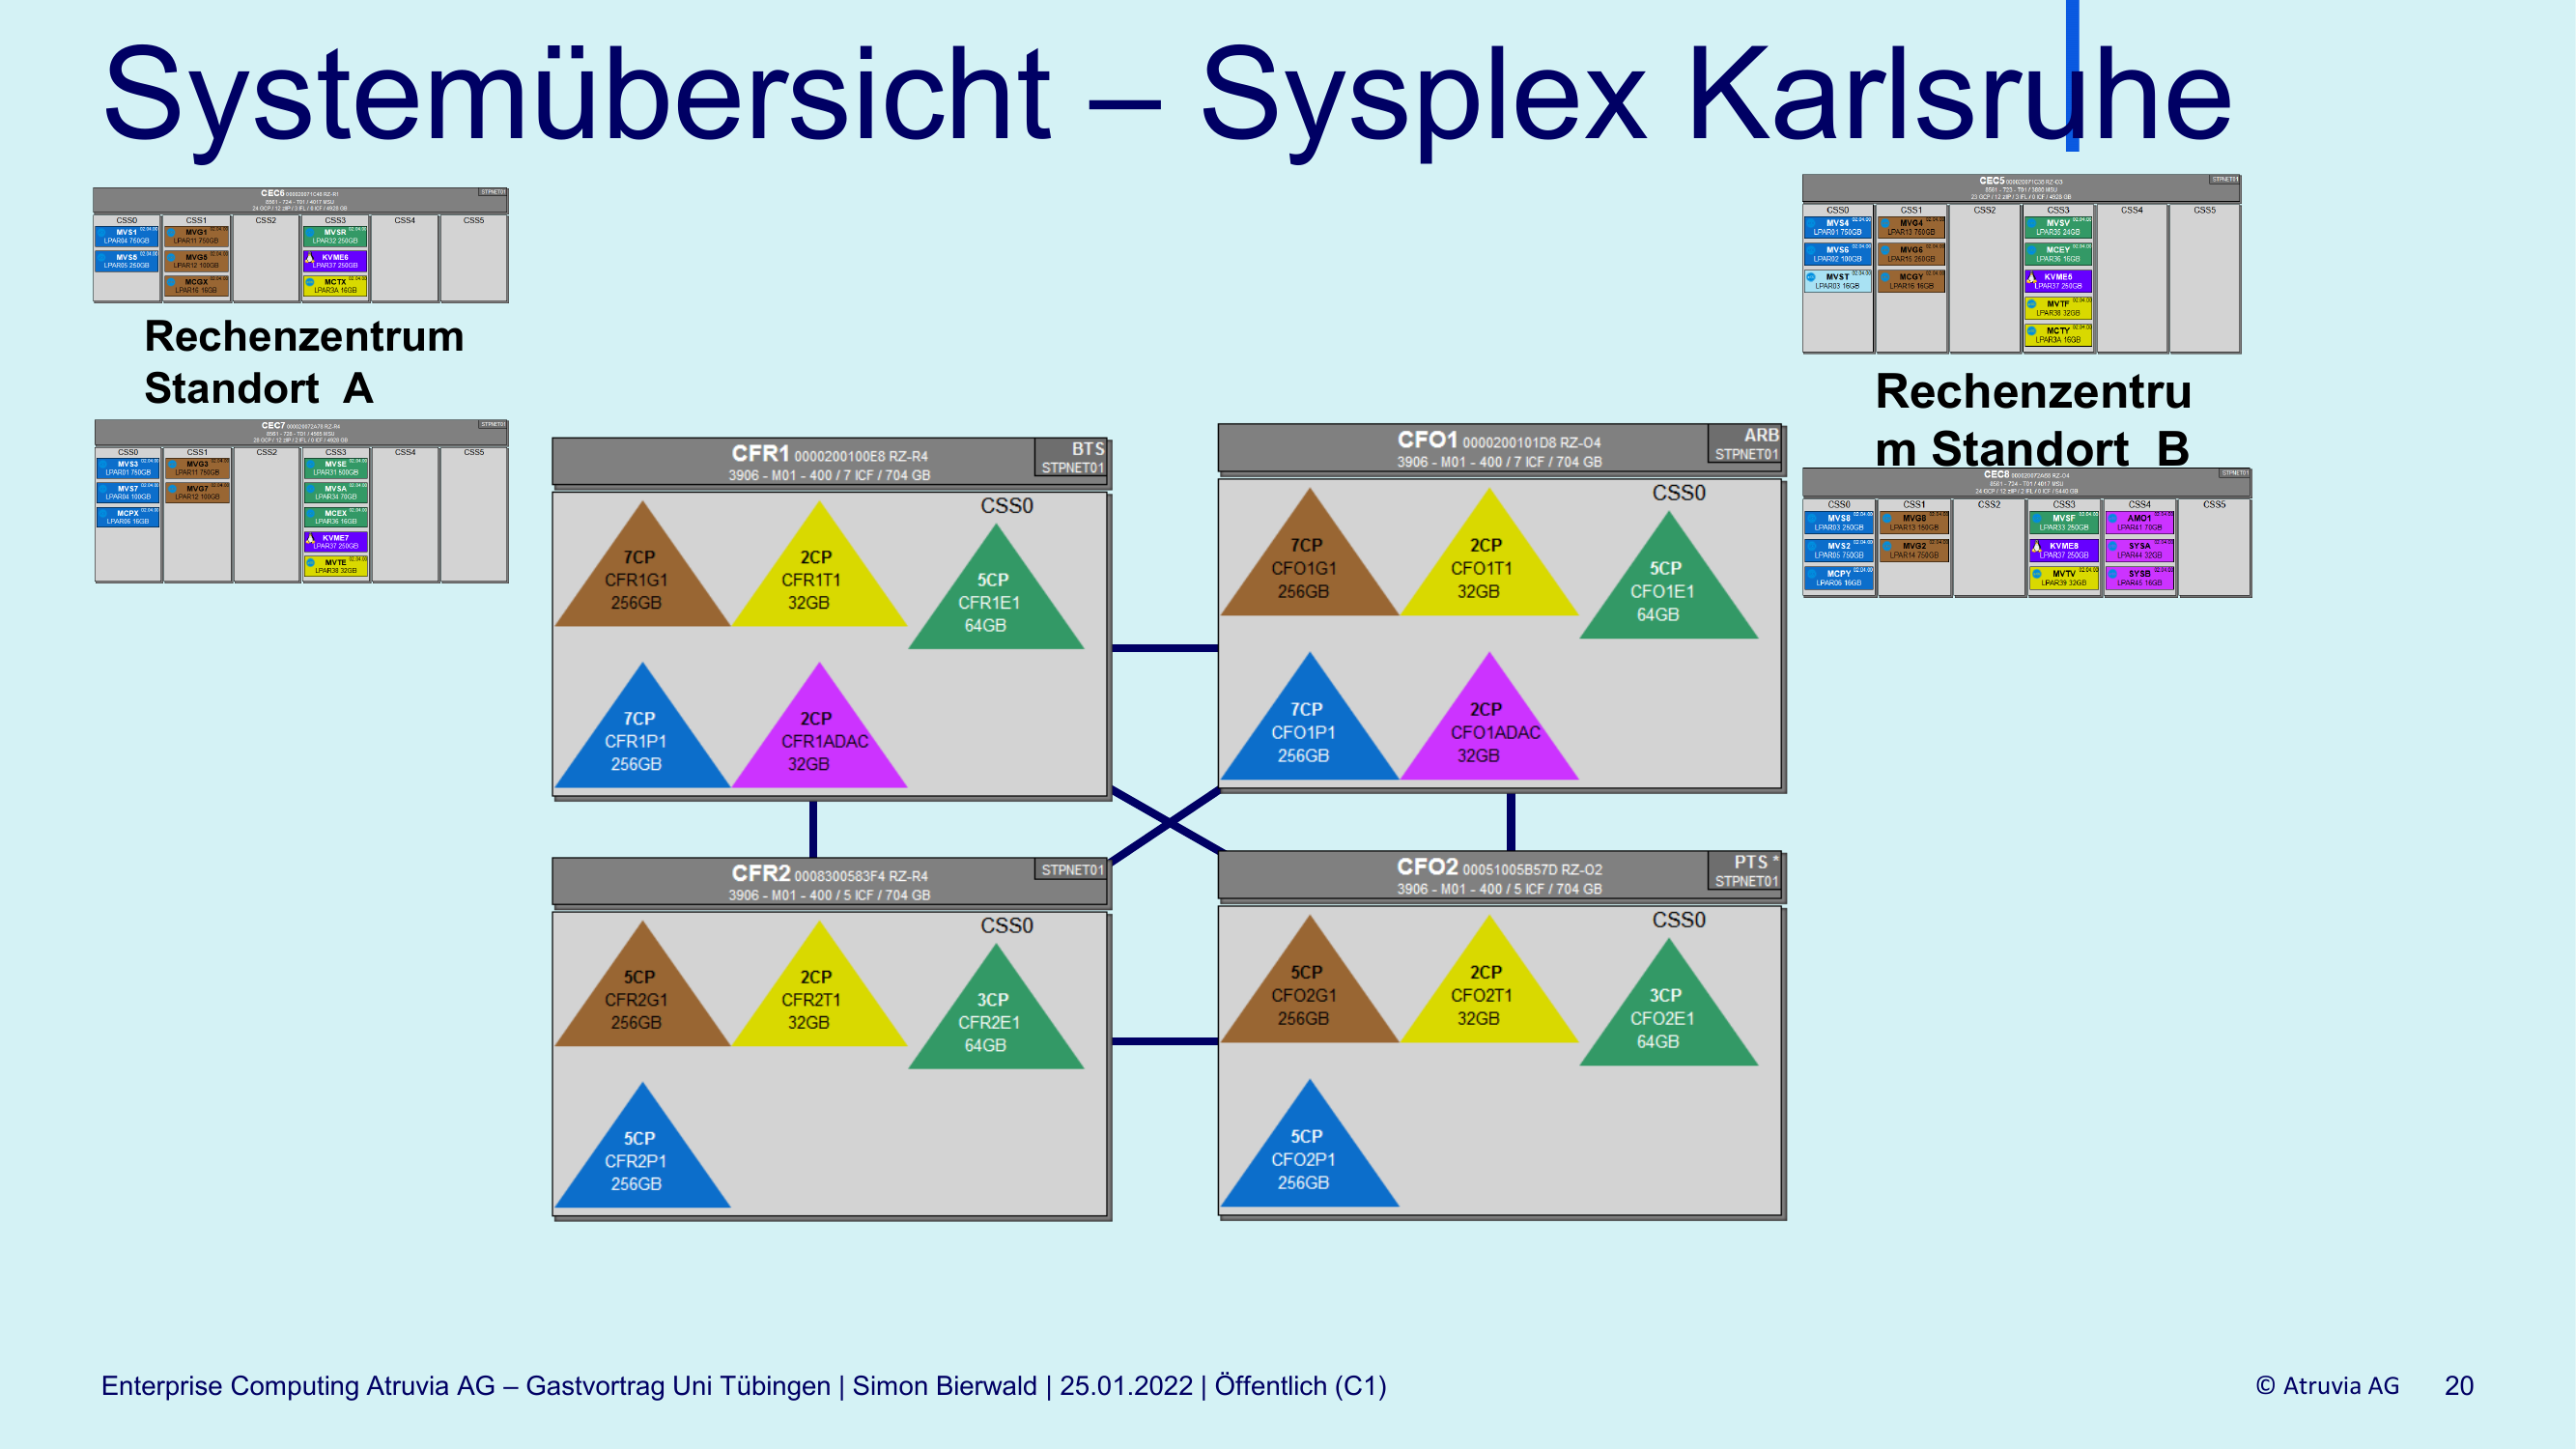 Systemübersicht – Sysplex Karlsruhe
CEC6
CSS0 CSS1 CSS2 CSS3 CSS4 CSS5
MVS1 MVG1 MVSR
LPAR04 750GB LPAR11 750GB LPAR32 250GB
MVS5 MVG5 KVME6
LPAR05 250GB LPAR12 100GB LPAR37 250GB
MCGX MCTX
LPAR16 16GB LPAR3A 16GB
Rechenzentrum
Standort A
CEC7
CSS0 CSS1 CSS2 CSS3 CSS4 CSS5
MVS3 MVG3 MVSE
LPAR01 750GB LPAR11 750GB LPAR31 500GB
MVS7 MVG7 MVSA
LPAR04 100GB LPAR12 100GB LPAR34 70GB
MCPX MCEX
LPAR06 16GB LPAR36 16GB
KVME7
LPAR37 250GB
MVTE
LPAR38 32GB
CEC5
CSS0 CSS1 CSS2 CSS3 CSS4 CSS5
MVS4 MVG4 MVSV
LPAR01 750GB LPAR13 750GB LPAR35 24GB
MVS6 MVG6 MCEY
LPAR02 100GB LPAR15 250GB LPAR36 16GB
MVST MCGY KVME5
LPAR03 16GB LPAR16 16GB LPAR37 250GB
MVTF
LPAR38 32GB
MCTY
LPAR3A 16GB
Rechenzentru
m Standort B
CEC8
CSS0 CSS1 CSS2 CSS3 CSS4 CSS5
MVS8 MVG8 MVSF AMO1
LPAR03 250GB LPAR13 150GB LPAR33 250GB LPAR41 70GB
MVS2 MVG2 KVME8 SYSA
LPAR05 750GB LPAR14 750GB LPAR37 250GB LPAR44 32GB
MCPY MVTV SYSB
LPAR06 16GB LPAR39 32GB LPAR45 16GB
CFR1 0000200100E8 RZ-R4 BTS
3906 - M01 - 400 / 7 ICF / 704 GB STPNET01
CSS0
7CP
CFR1G1
256GB
2CP
CFR1T1
32GB
5CP
CFR1E1
64GB
7CP
CFR1P1
256GB
2CP
CFR1ADAC
32GB
CFO1 0000200101D8 RZ-O4 ARB
3906 - M01 - 400 / 7 ICF / 704 GB STPNET01
CSS0
7CP
CFO1G1
256GB
2CP
CFO1T1
32GB
5CP
CFO1E1
64GB
7CP
CFO1P1
256GB
2CP
CFO1ADAC
32GB
CFR2 0008300583F4 RZ-R4 STPNET01
3906 - M01 - 400 / 5 ICF / 704 GB
CSS0
5CP
CFR2G1
256GB
2CP
CFR2T1
32GB
3CP
CFR2E1
64GB
5CP
CFR2P1
256GB
CFO2 00051005B57D RZ-O2 PTS *
3906 - M01 - 400 / 5 ICF / 704 GB STPNET01
CSS0
5CP
CFO2G1
256GB
2CP
CFO2T1
32GB
3CP
CFO2E1
64GB
5CP
CFO2P1
256GB
Enterprise Computing Atruvia AG – Gastvortrag Uni Tübingen | Simon Bierwald | 25.01.2022 | Öffentlich (C1)
© Atruvia AG 20